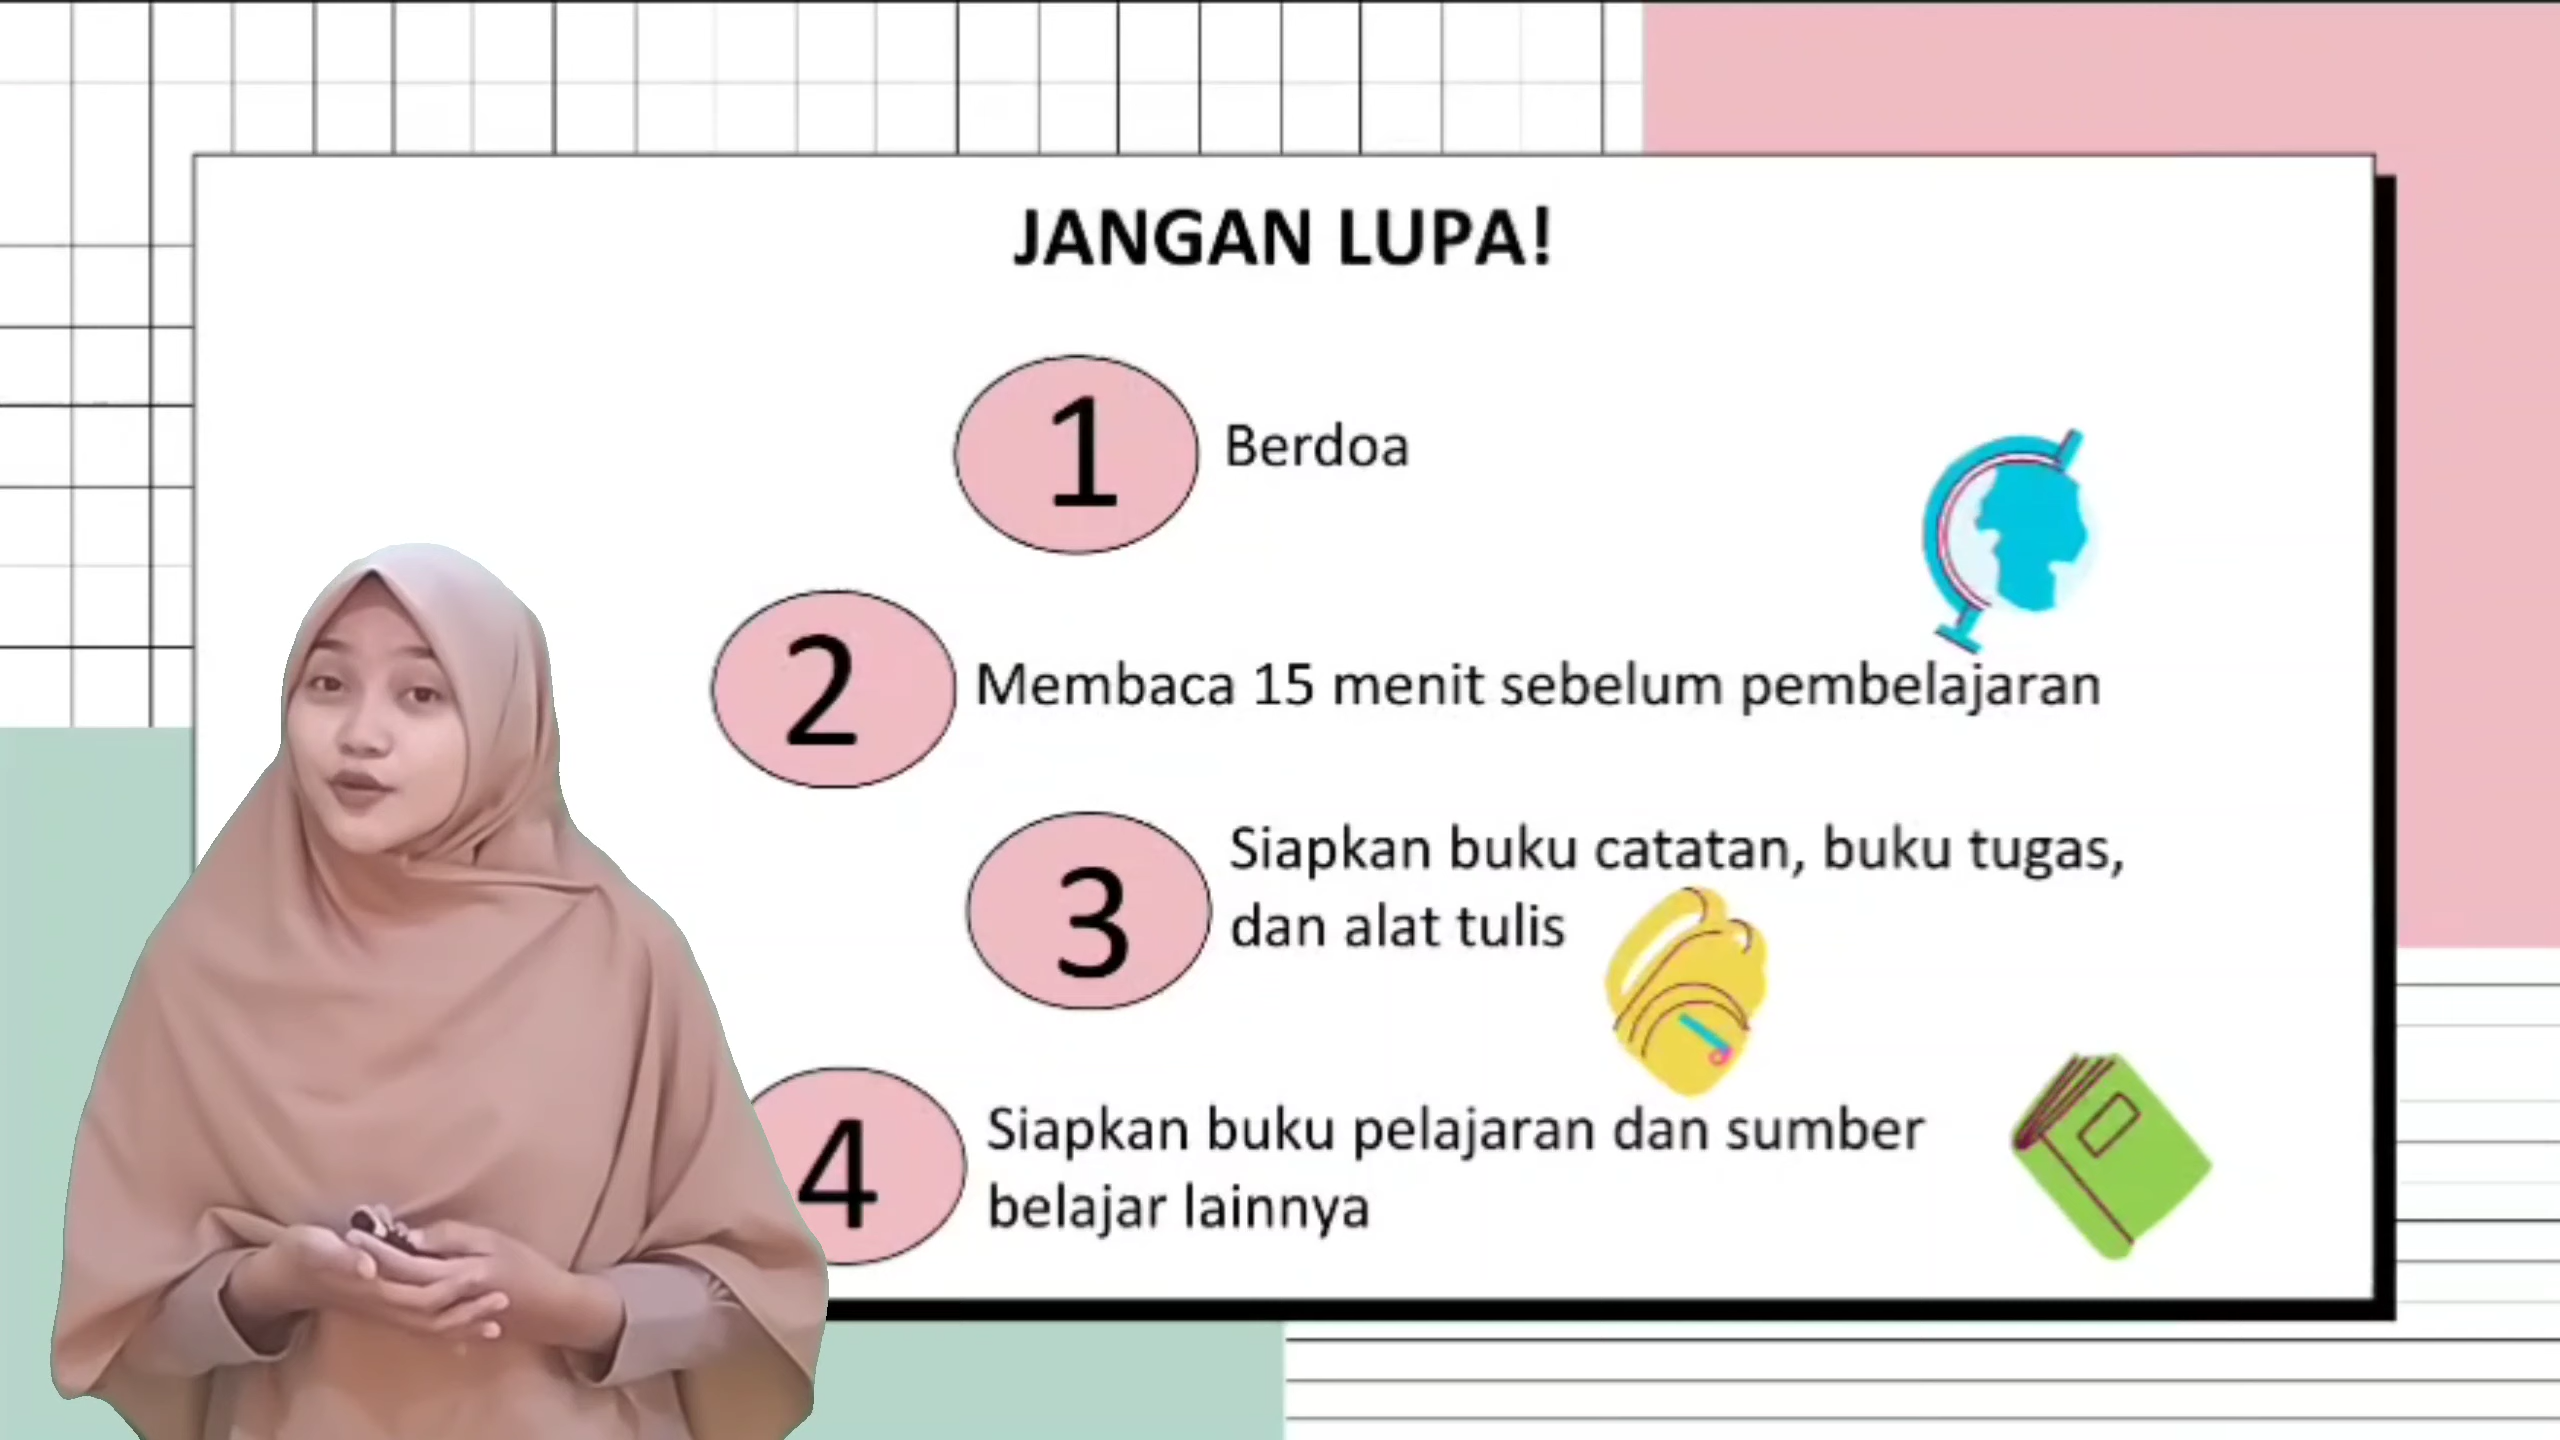 JANGAN LUPA!
1 Berdoa
2 Membaca 15 menit sebelum pembelajaran
3 Siapkan buku catatan, buku tugas,
dan alat tulis
4 Siapkan buku pelajaran dan sumber
belajar lainnya